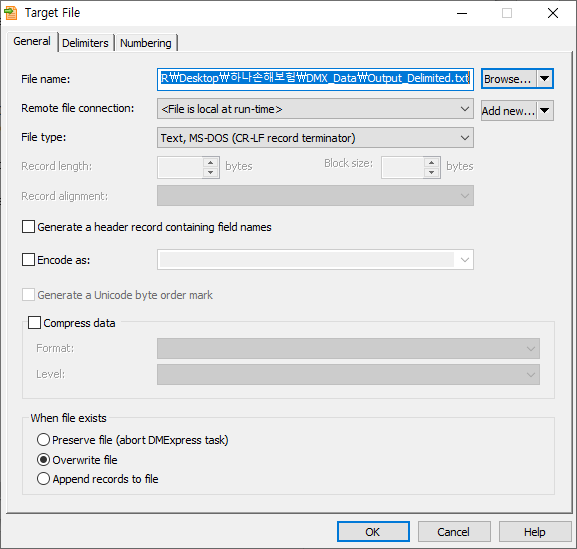 Target File
General
Delimiters
Numbering
File name:
R₩Desktop₩하나손해보험₩DMX_Data₩Output_Delimited.txt
Browse...
Remote file connection:
<File is local at run-time>
Add new...
File type:
Text, MS-DOS (CR-LF record terminator)
Record length:
bytes
Block size:
bytes
Record alignment:
Generate a header record containing field names
Encode as:
Generate a Unicode byte order mark
Compress data
Format:
Level:
When file exists
Preserve file (abort DMExpress task)
Overwrite file
Append records to file
OK
Cancel
Help